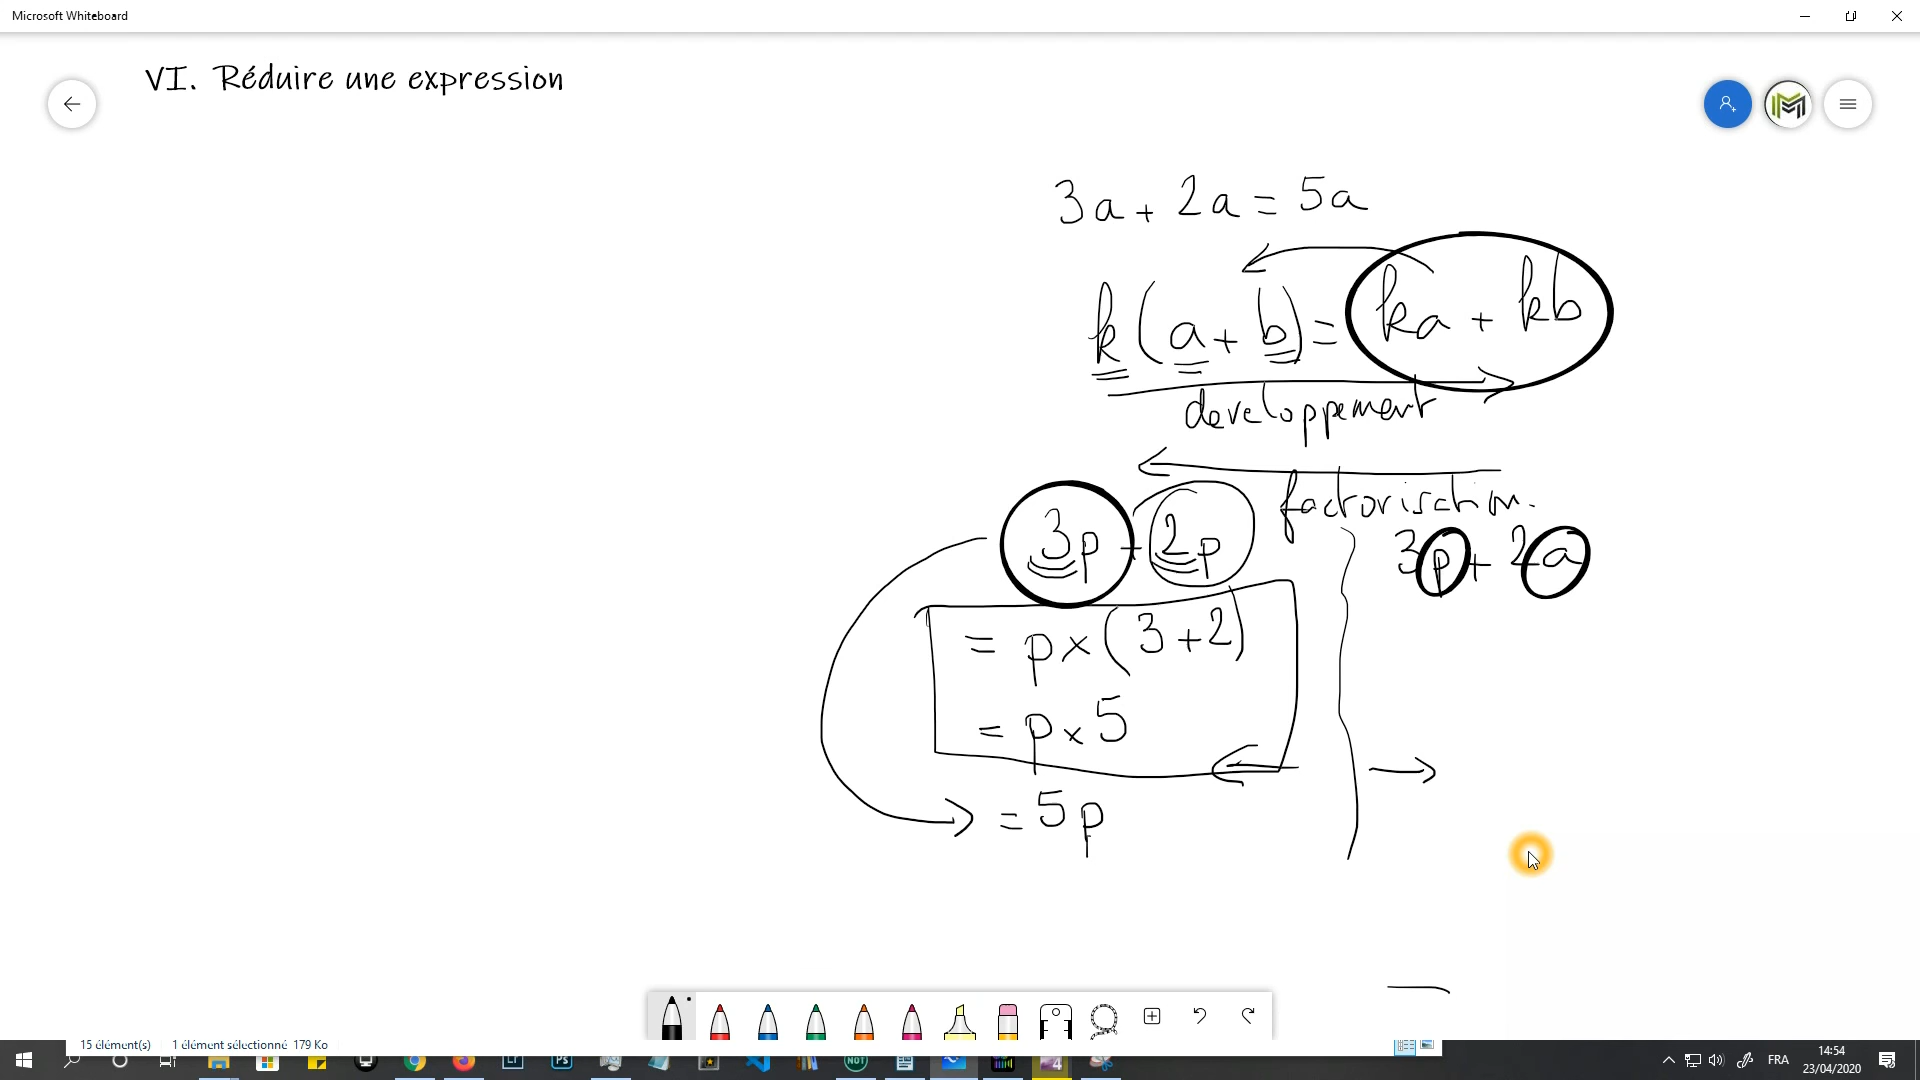 Microsoft Whiteboard
VI. Réduire une expression
3a + 2a = 5a
k(a + b) = ka + kb
developpement
factorisction.
3p + 2p
3p + 2a
= p × (3 + 2)
= p × 5
= 5p
15 élément(s) 1 élément sélectionné 179 Ko
FRA
14:54
23/04/2020